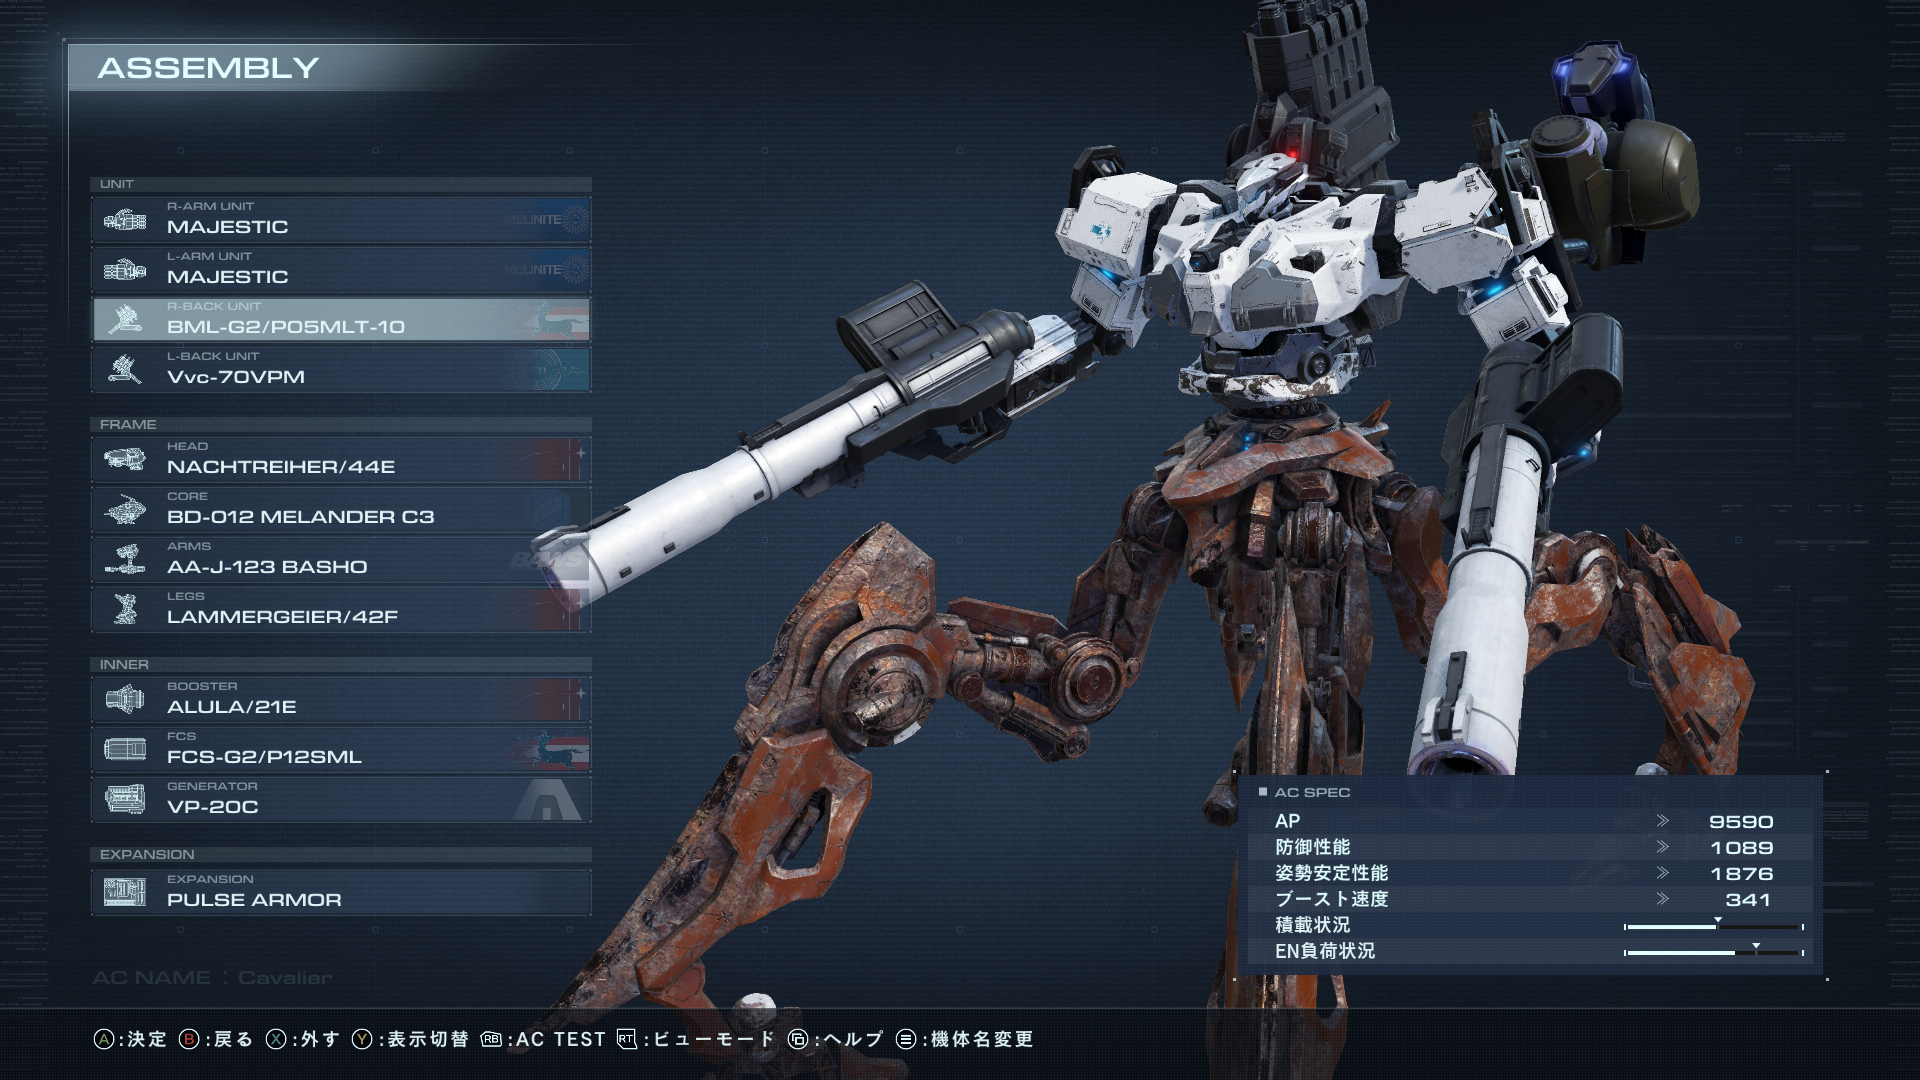 ASSEMBLY
UNIT
R-ARM UNIT
MAJESTIC
MELINITE
L-ARM UNIT
MAJESTIC
MELINITE
R-BACK UNIT
BML-G2/P05MLT-10
L-BACK UNIT
Vvc-70VPM
FRAME
HEAD
NACHTREIHER/44E
CORE
BD-012 MELANDER C3
ARMS
AA-J-123 BASHO
BAWS
LEGS
LAMMERGEIER/42F
INNER
BOOSTER
ALULA/21E
FCS
FCS-G2/P12SML
GENERATOR
VP-20C
EXPANSION
EXPANSION
PULSE ARMOR
AC NAME : Cavalier
AC SPEC
AP 9590
防御性能 1089
姿勢安定性能 1876
ブースト速度 341
積載状況
EN負荷状況
A:決定 B:戻る X:外す Y:表示切替 RB:AC TEST RT:ビューモード :ヘルプ :機体名変更